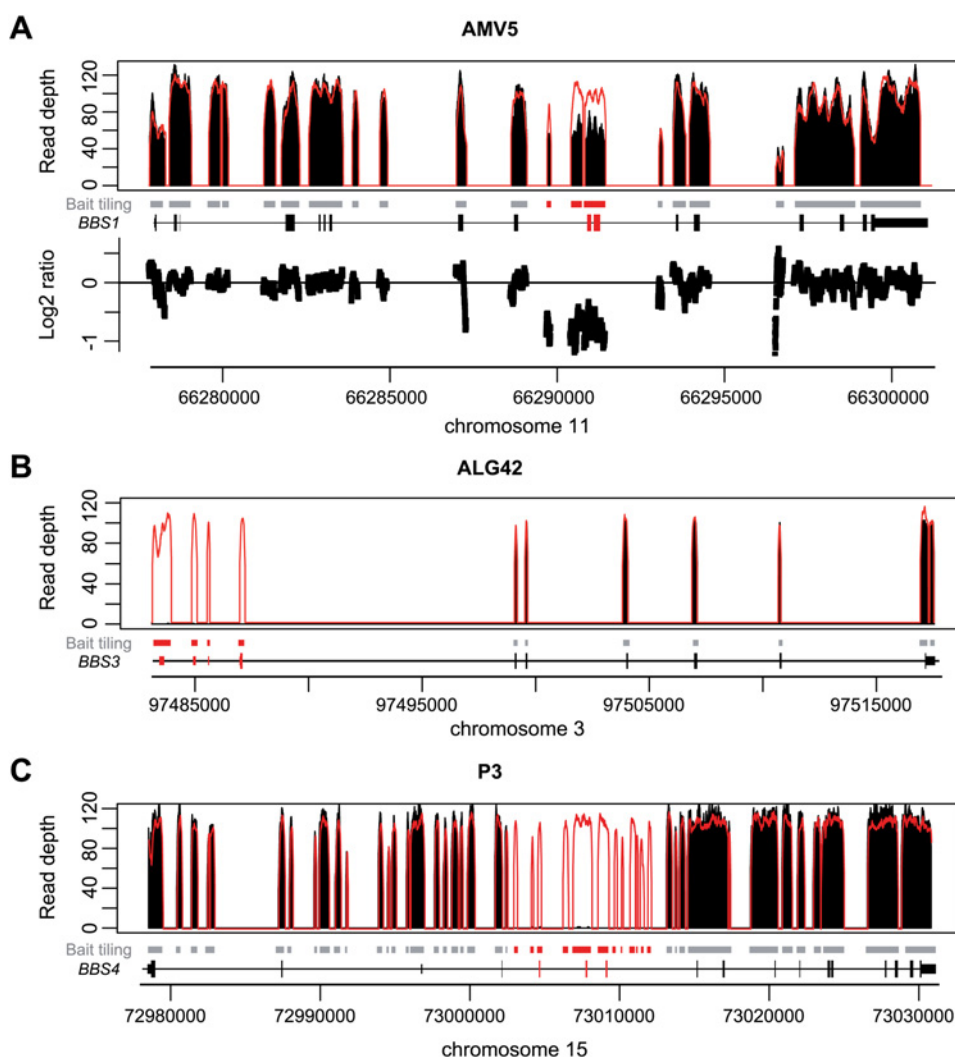 A
AMV5
Read depth
0 40 80 120
Bait tiling
BBS1
Log2 ratio
-1 0
66280000 66285000 66290000 66295000 66300000
chromosome 11
B
ALG42
Read depth
0 40 80 120
Bait tiling
BBS3
97485000 97495000 97505000 97515000
chromosome 3
C
P3
Read depth
0 40 80 120
Bait tiling
BBS4
72980000 72990000 73000000 73010000 73020000 73030000
chromosome 15